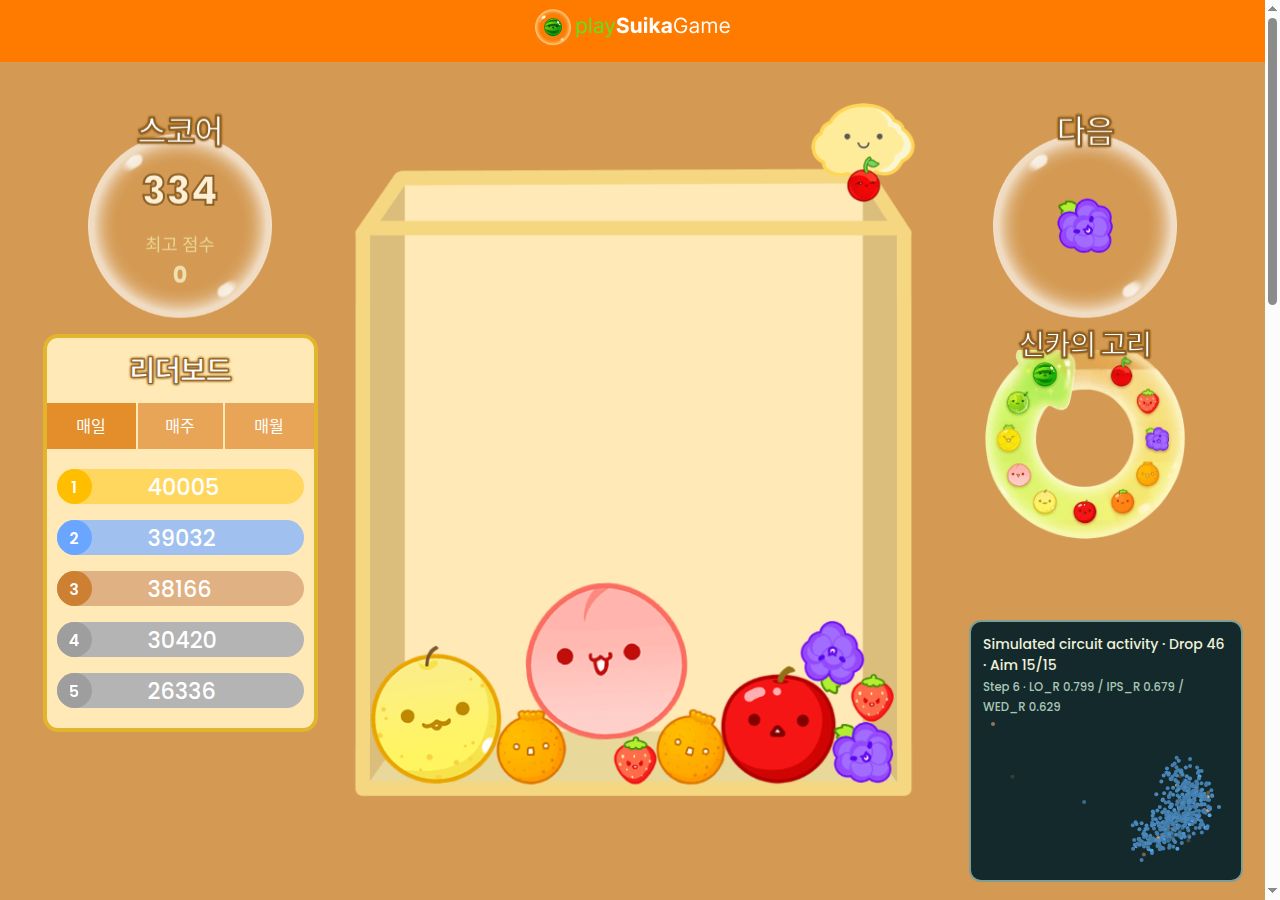 playSuikaGame
스코어
334
최고 점수
0
리더보드
매일 매주 매월
1 40005
2 39032
3 38166
4 30420
5 26336
다음
신카의 고리
Simulated circuit activity · Drop 46
· Aim 15/15
Step 6 · LO_R 0.799 / IPS_R 0.679 /
WED_R 0.629